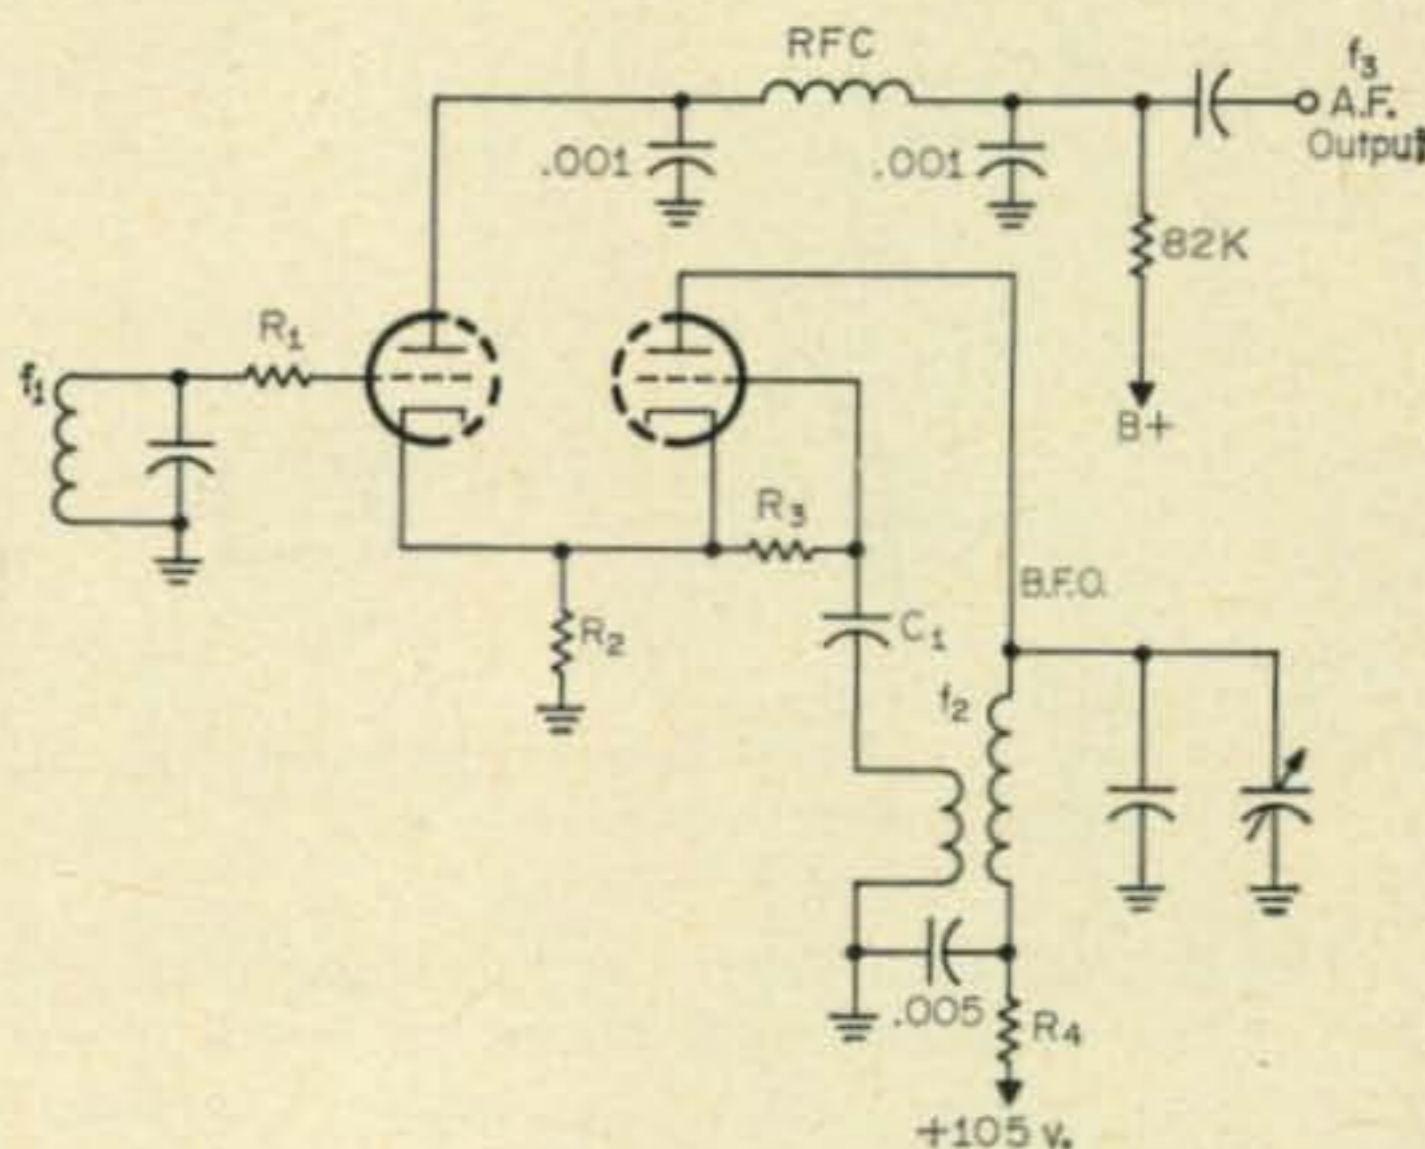 RFC
f₃
A.F.
Output
.001
.001
82K
R₁
f₁
B+
R₃
B.F.O.
R₂
C₁
f₂
.005
R₄
+105 v.